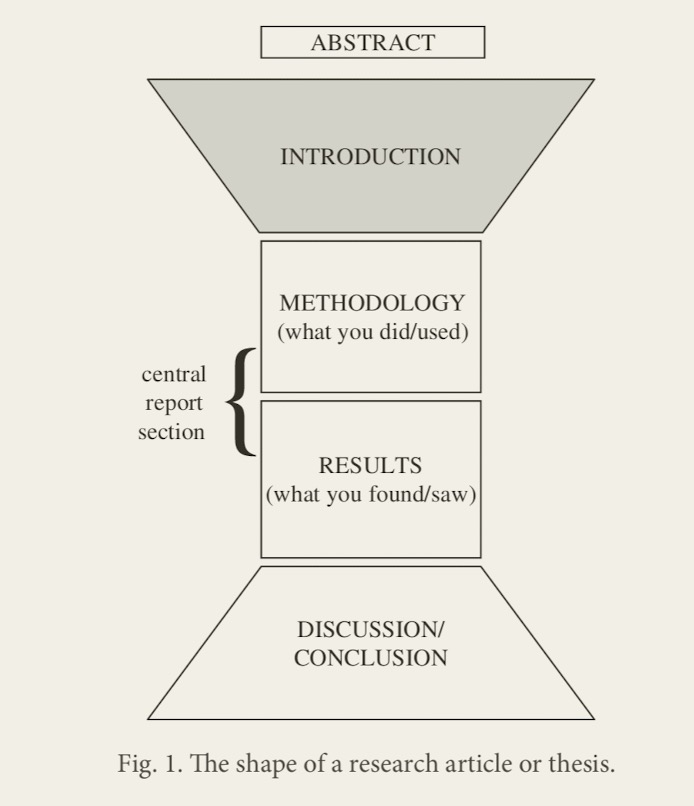 ABSTRACT
INTRODUCTION
METHODOLOGY
(what you did/used)
central
report
section
RESULTS
(what you found/saw)
DISCUSSION/
CONCLUSION
Fig. 1. The shape of a research article or thesis.